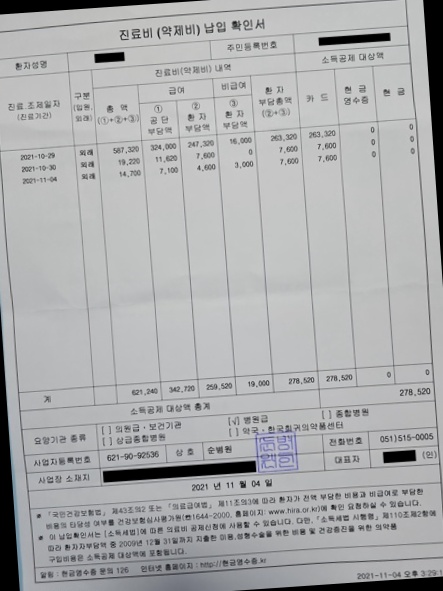 진료비 (약제비) 납입 확인서
환자성명 주민등록번호
진료비(약제비) 내역 소득공제 대상액
진료.조제일자 (진료기간) 구분 (입원, 외래) 총 액 (①+②+③) 급여 ① 공 단 부담액 ② 환 자 부담액 비급여 ③ 환 자 부담액 환 자 부담총액 (②+③) 카 드 현 금 영수증 현 금
2021-10-29 외래 587,320 324,000 247,320 16,000 263,320 263,320 0 0
2021-10-30 외래 19,220 11,620 7,600 0 7,600 7,600 0 0
2021-11-04 외래 14,700 7,100 4,600 3,000 7,600 7,600 0 0
계 621,240 342,720 259,520 19,000 278,520 278,520 0 0
소득공제 대상액 총계 278,520
요양기관 종류 [ ] 의원급·보건기관 [√] 병원급 [ ] 종합병원
[ ] 상급종합병원 [ ] 약국·한국희귀의약품센터
사업자등록번호 621-90-92536 상 호 순병원 전화번호 051)515-0005
사업장 소재지 대표자 (인)
2021 년 11 월 04 일
* 「국민건강보험법」 제43조의2 또는 「의료급여법」 제11조의3에 따라 환자가 전액 부담한 비용과 비급여로 부담한
비용의 타당성 여부를 건강보험심사평가원(☎1644-2000, 홈페이지: www.hira.or.kr)에 확인 요청하실 수 있습니다.
* 이 납입확인서는 「소득세법」에 따른 의료비 공제신청에 사용할 수 있습니다. 다만, 「소득세법 시행령」 제110조제2항에
따라 환자부담액 중 2009년 12월 31일까지 지출한 미용,성형수술을 위한 비용 및 건강증진을 위한 의약품
구입비용은 소득공제 대상액에 포함됩니다.
알림 : 현금영수증 문의 126 인터넷 홈페이지 : http://현금영수증.kr
2021-11-04 오후 3:29:1